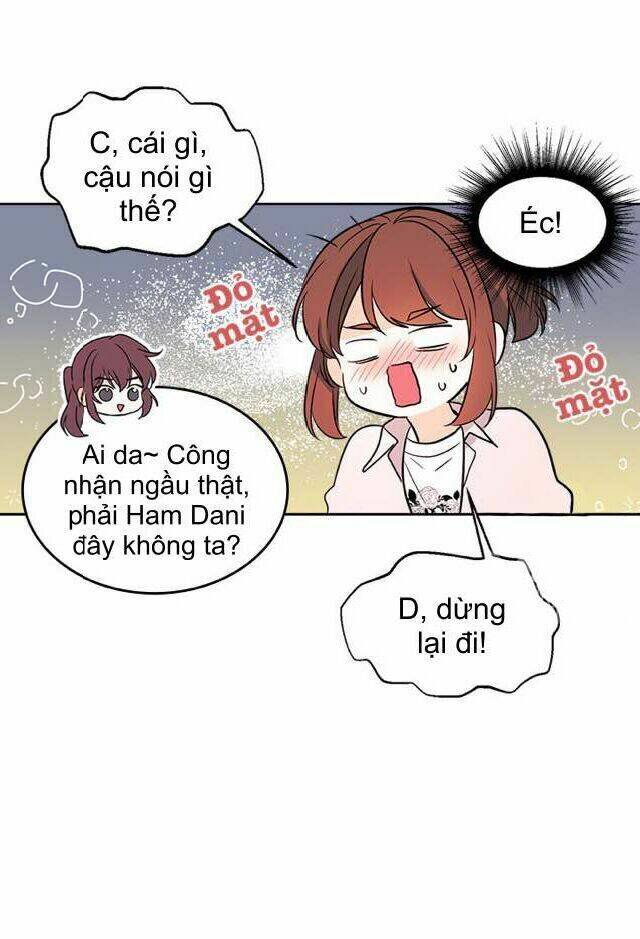 C, cái gì,
cậu nói gì
thế?
Éc!
Đỏ
mặt
Đỏ
mặt
Ai da~ Công
nhận ngầu thật,
phải Ham Dani
đây không ta?
D, dừng
lại đi!